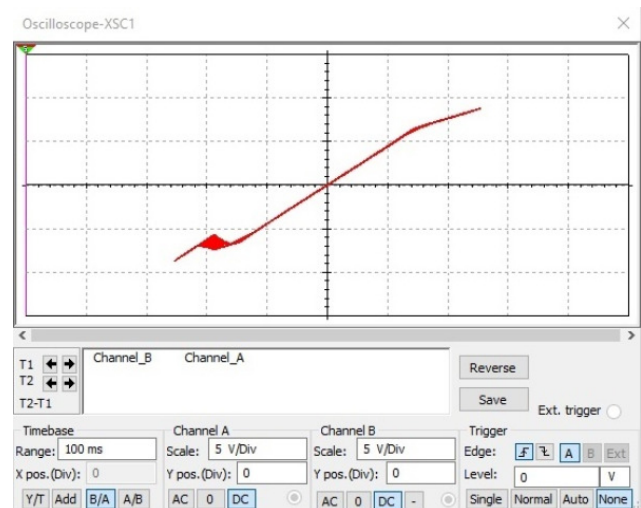 Oscilloscope-XSC1
T1
T2
T2-T1
Channel_B Channel_A
Reverse
Save
Ext. trigger
Timebase
Range: 100 ms
X pos.(Div): 0
Y/T Add B/A A/B
Channel A
Scale: 5 V/Div
Y pos.(Div): 0
AC 0 DC
Channel B
Scale: 5 V/Div
Y pos.(Div): 0
AC 0 DC -
Trigger
Edge: A B Ext
Level: 0 V
Single Normal Auto None